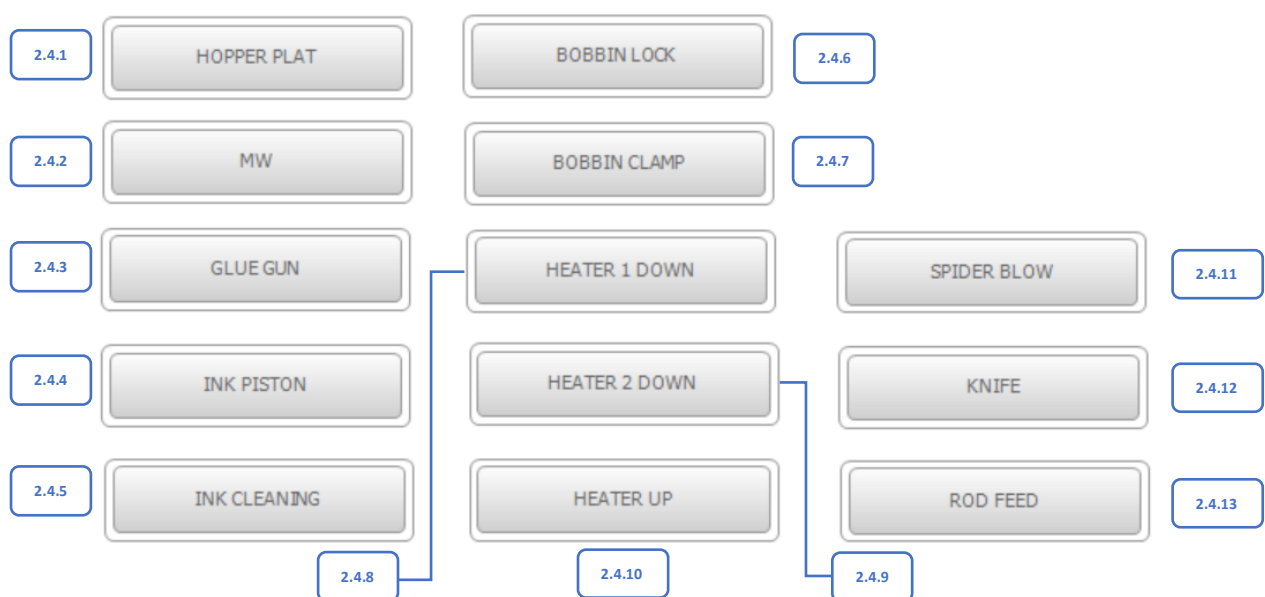 2.4.1
HOPPER PLAT
BOBBIN LOCK
2.4.6
2.4.2
MW
BOBBIN CLAMP
2.4.7
2.4.3
GLUE GUN
HEATER 1 DOWN
SPIDER BLOW
2.4.11
2.4.4
INK PISTON
HEATER 2 DOWN
KNIFE
2.4.12
2.4.5
INK CLEANING
HEATER UP
ROD FEED
2.4.13
2.4.8
2.4.10
2.4.9